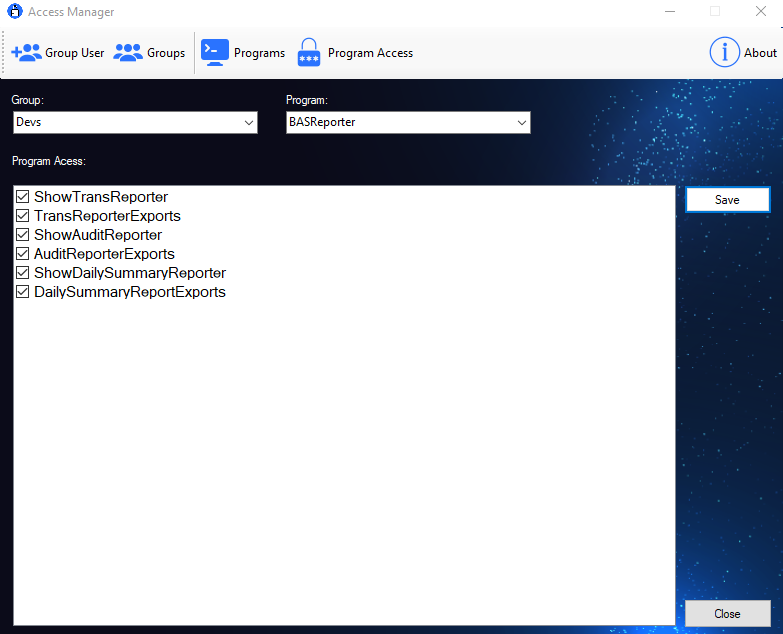 Access Manager
Group User Groups Programs Program Access About
Group: Program:
Devs BASReporter
Program Acess:
ShowTransReporter
TransReporterExports
ShowAuditReporter
AuditReporterExports
ShowDailySummaryReporter
DailySummaryReportExports
Save
Close